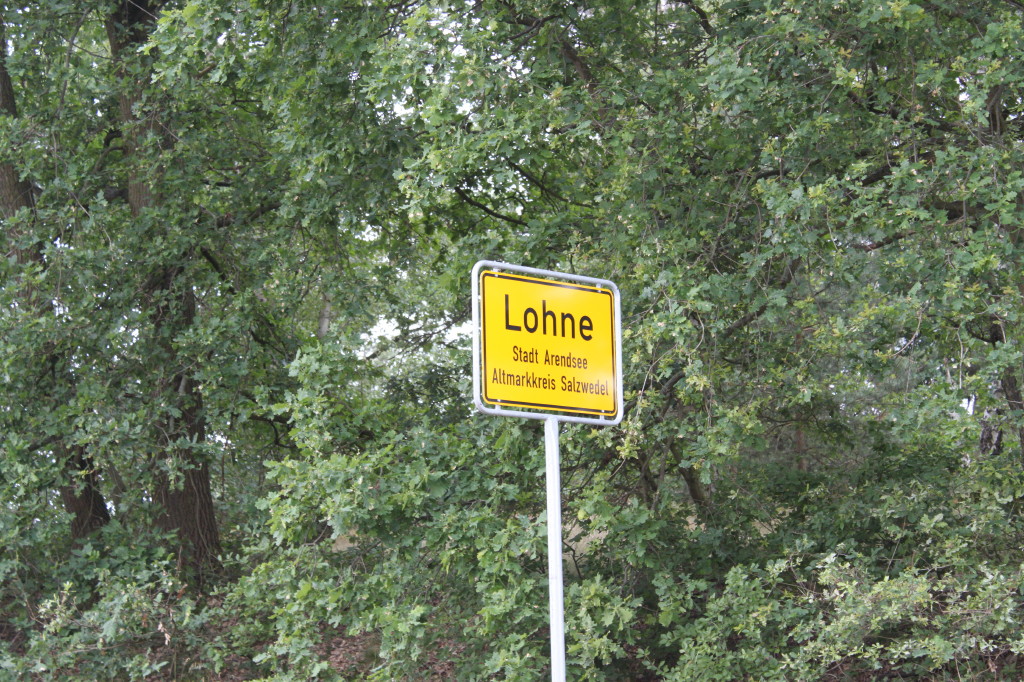 Lohne
Stadt Arendsee
Altmarkkreis Salzwedel